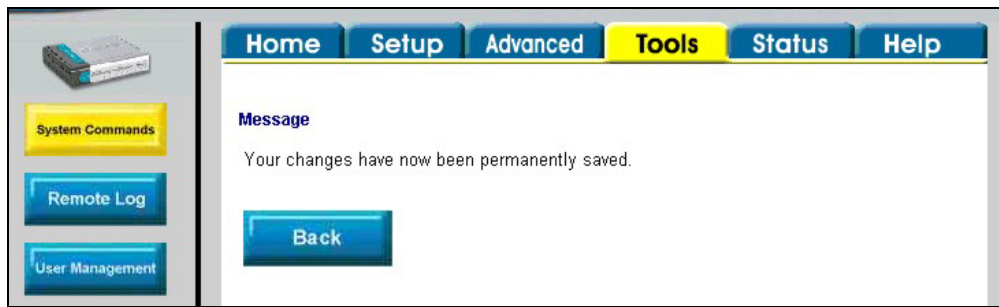 Home Setup Advanced Tools Status Help
System Commands
Remote Log
User Management
Message
Your changes have now been permanently saved.
Back